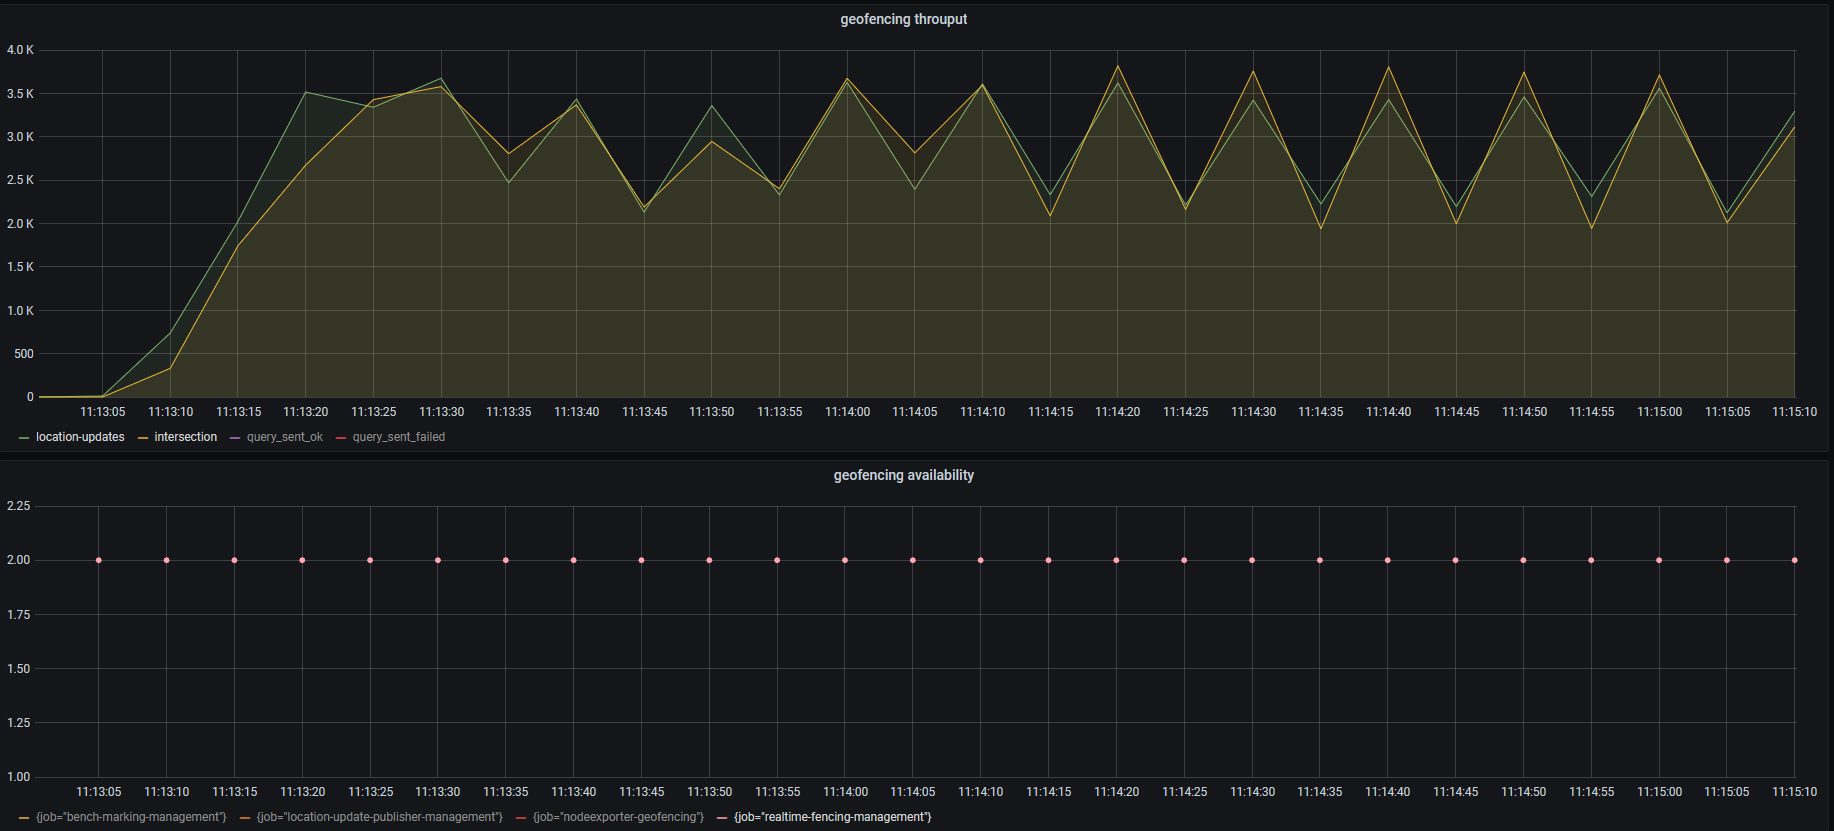 geofencing throuput
4.0 K
3.5 K
3.0 K
2.5 K
2.0 K
1.5 K
1.0 K
500
0
11:13:05 11:13:10 11:13:15 11:13:20 11:13:25 11:13:30 11:13:35 11:13:40 11:13:45 11:13:50 11:13:55 11:14:00 11:14:05 11:14:10 11:14:15 11:14:20 11:14:25 11:14:30 11:14:35 11:14:40 11:14:45 11:14:50 11:14:55 11:15:00 11:15:05 11:15:10
location-updates intersection query_sent_ok query_sent_failed
geofencing availability
2.25
2.00
1.75
1.50
1.25
1.00
11:13:05 11:13:10 11:13:15 11:13:20 11:13:25 11:13:30 11:13:35 11:13:40 11:13:45 11:13:50 11:13:55 11:14:00 11:14:05 11:14:10 11:14:15 11:14:20 11:14:25 11:14:30 11:14:35 11:14:40 11:14:45 11:14:50 11:14:55 11:15:00 11:15:05 11:15:10
{job="bench-marking-management"} {job="location-update-publisher-management"} {job="nodeexporter-geofencing"} {job="realtime-fencing-management"}